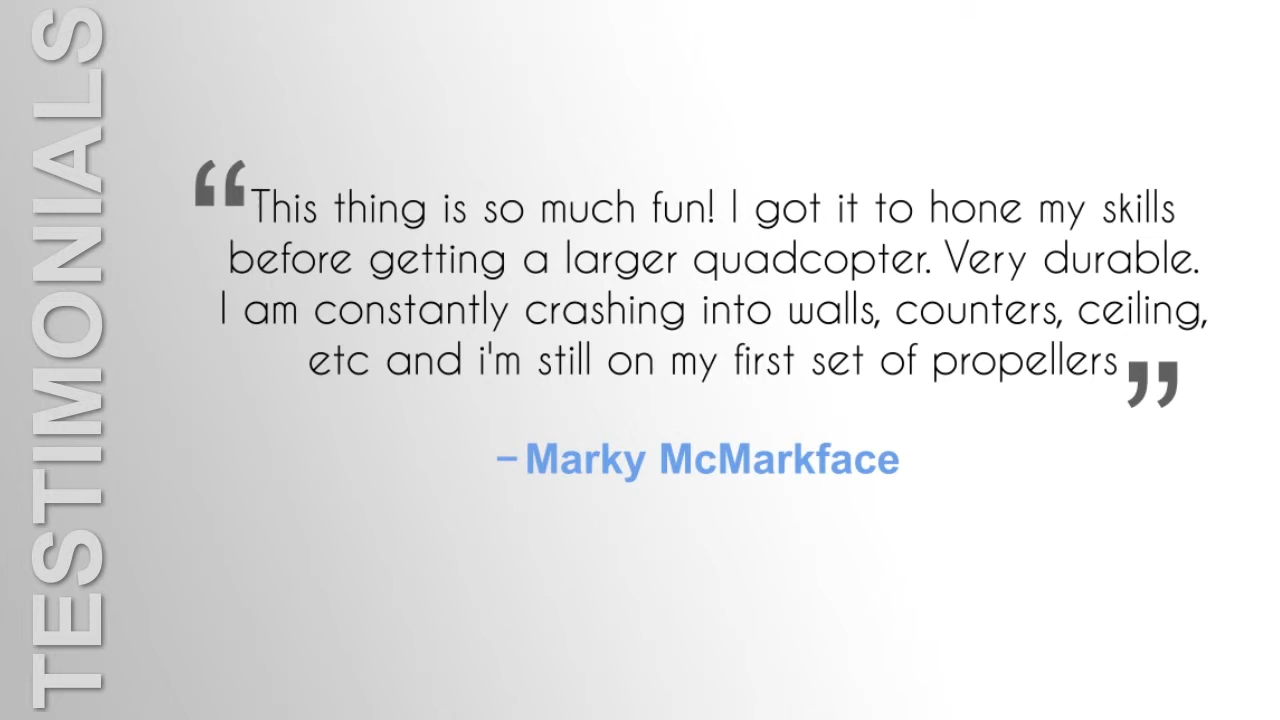 TESTIMONIALS
“This thing is so much fun! I got it to hone my skills
before getting a larger quadcopter. Very durable.
I am constantly crashing into walls, counters, ceiling,
etc and i'm still on my first set of propellers”
– Marky McMarkface